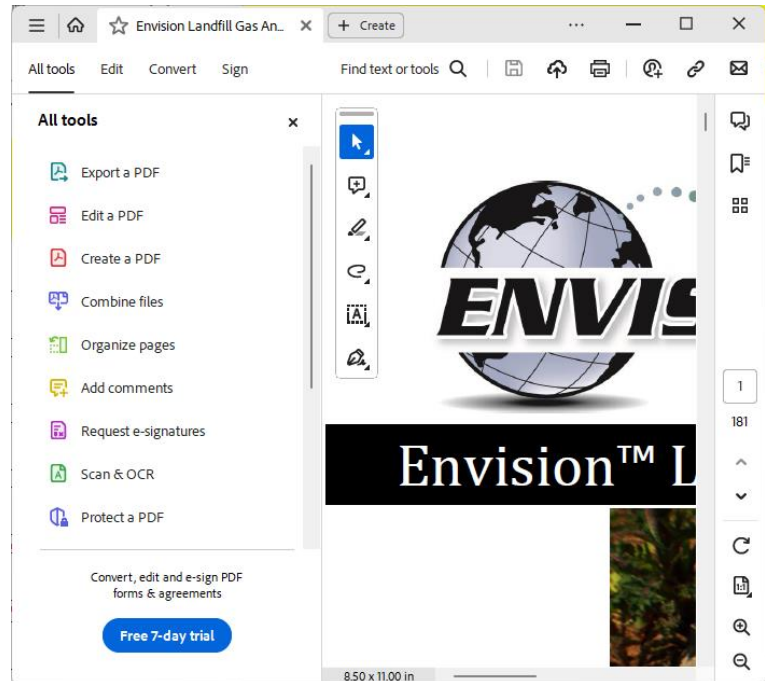 Envision Landfill Gas An...
+ Create
All tools Edit Convert Sign
Find text or tools
All tools
Export a PDF
Edit a PDF
Create a PDF
Combine files
Organize pages
Add comments
Request e-signatures
Scan & OCR
Protect a PDF
Convert, edit and e-sign PDF
forms & agreements
Free 7-day trial
ENVIS
Envision™ L
8.50 x 11.00 in
1
181
1:1